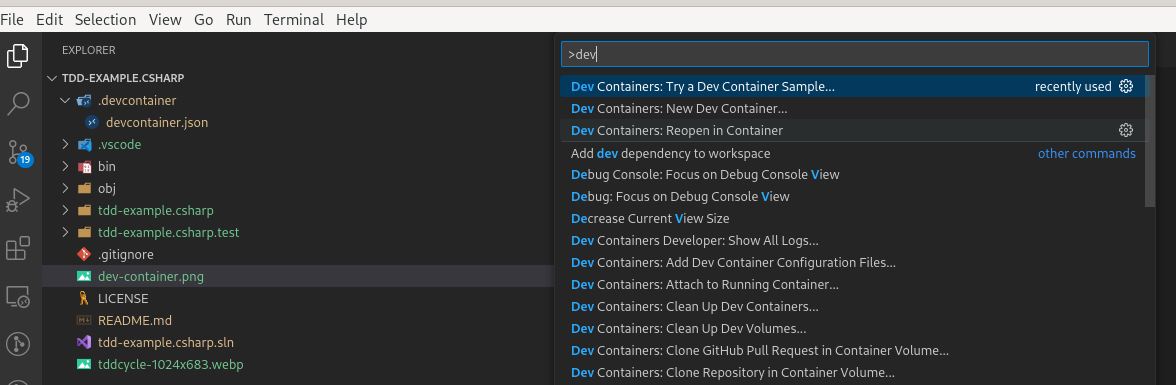 File Edit Selection View Go Run Terminal Help
EXPLORER
TDD-EXAMPLE.CSHARP
.devcontainer
devcontainer.json
.vscode
bin
obj
tdd-example.csharp
tdd-example.csharp.test
.gitignore
dev-container.png
LICENSE
README.md
tdd-example.csharp.sln
tddcycle-1024x683.webp
19
>dev
Dev Containers: Try a Dev Container Sample... recently used
Dev Containers: New Dev Container...
Dev Containers: Reopen in Container
Add dev dependency to workspace other commands
Debug Console: Focus on Debug Console View
Debug: Focus on Debug Console View
Decrease Current View Size
Dev Containers Developer: Show All Logs...
Dev Containers: Add Dev Container Configuration Files...
Dev Containers: Attach to Running Container...
Dev Containers: Clean Up Dev Containers...
Dev Containers: Clean Up Dev Volumes...
Dev Containers: Clone GitHub Pull Request in Container Volume...
Dev Containers: Clone Repository in Container Volume...